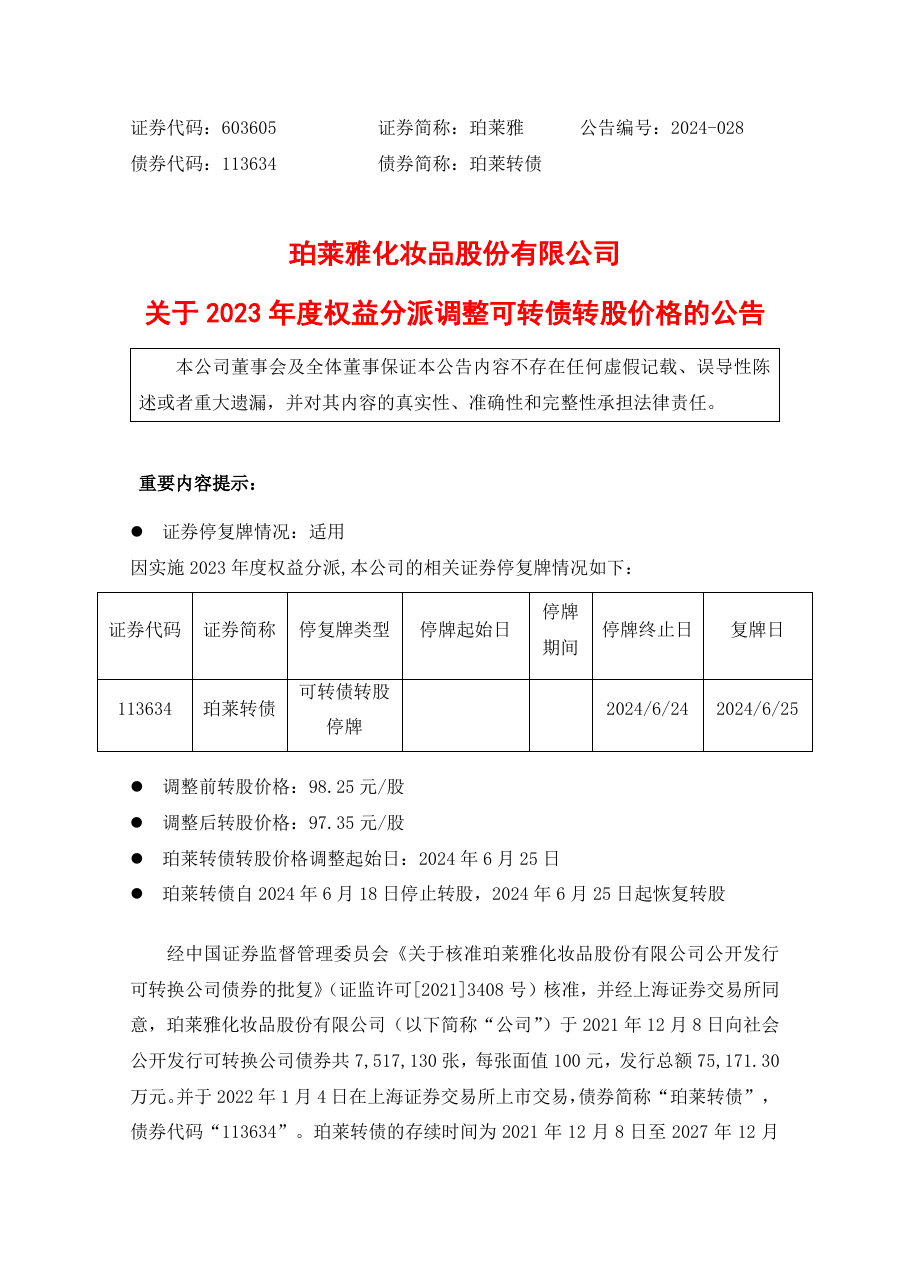 证券代码：603605 证券简称：珀莱雅 公告编号：2024-028
债券代码：113634 债券简称：珀莱转债
珀莱雅化妆品股份有限公司
关于 2023 年度权益分派调整可转债转股价格的公告
本公司董事会及全体董事保证本公告内容不存在任何虚假记载、误导性陈
述或者重大遗漏，并对其内容的真实性、准确性和完整性承担法律责任。
重要内容提示：
● 证券停复牌情况：适用
因实施 2023 年度权益分派,本公司的相关证券停复牌情况如下：
证券代码 证券简称 停复牌类型 停牌起始日 停牌期间 停牌终止日 复牌日
113634 珀莱转债 可转债转股停牌 2024/6/24 2024/6/25
● 调整前转股价格：98.25 元/股
● 调整后转股价格：97.35 元/股
● 珀莱转债转股价格调整起始日：2024 年 6 月 25 日
● 珀莱转债自 2024 年 6 月 18 日停止转股，2024 年 6 月 25 日起恢复转股
经中国证券监督管理委员会《关于核准珀莱雅化妆品股份有限公司公开发行
可转换公司债券的批复》（证监许可[2021]3408 号）核准，并经上海证券交易所同
意，珀莱雅化妆品股份有限公司（以下简称“公司”）于 2021 年 12 月 8 日向社会
公开发行可转换公司债券共 7,517,130 张，每张面值 100 元，发行总额 75,171.30
万元。并于 2022 年 1 月 4 日在上海证券交易所上市交易,债券简称“珀莱转债”，
债券代码“113634”。珀莱转债的存续时间为 2021 年 12 月 8 日至 2027 年 12 月